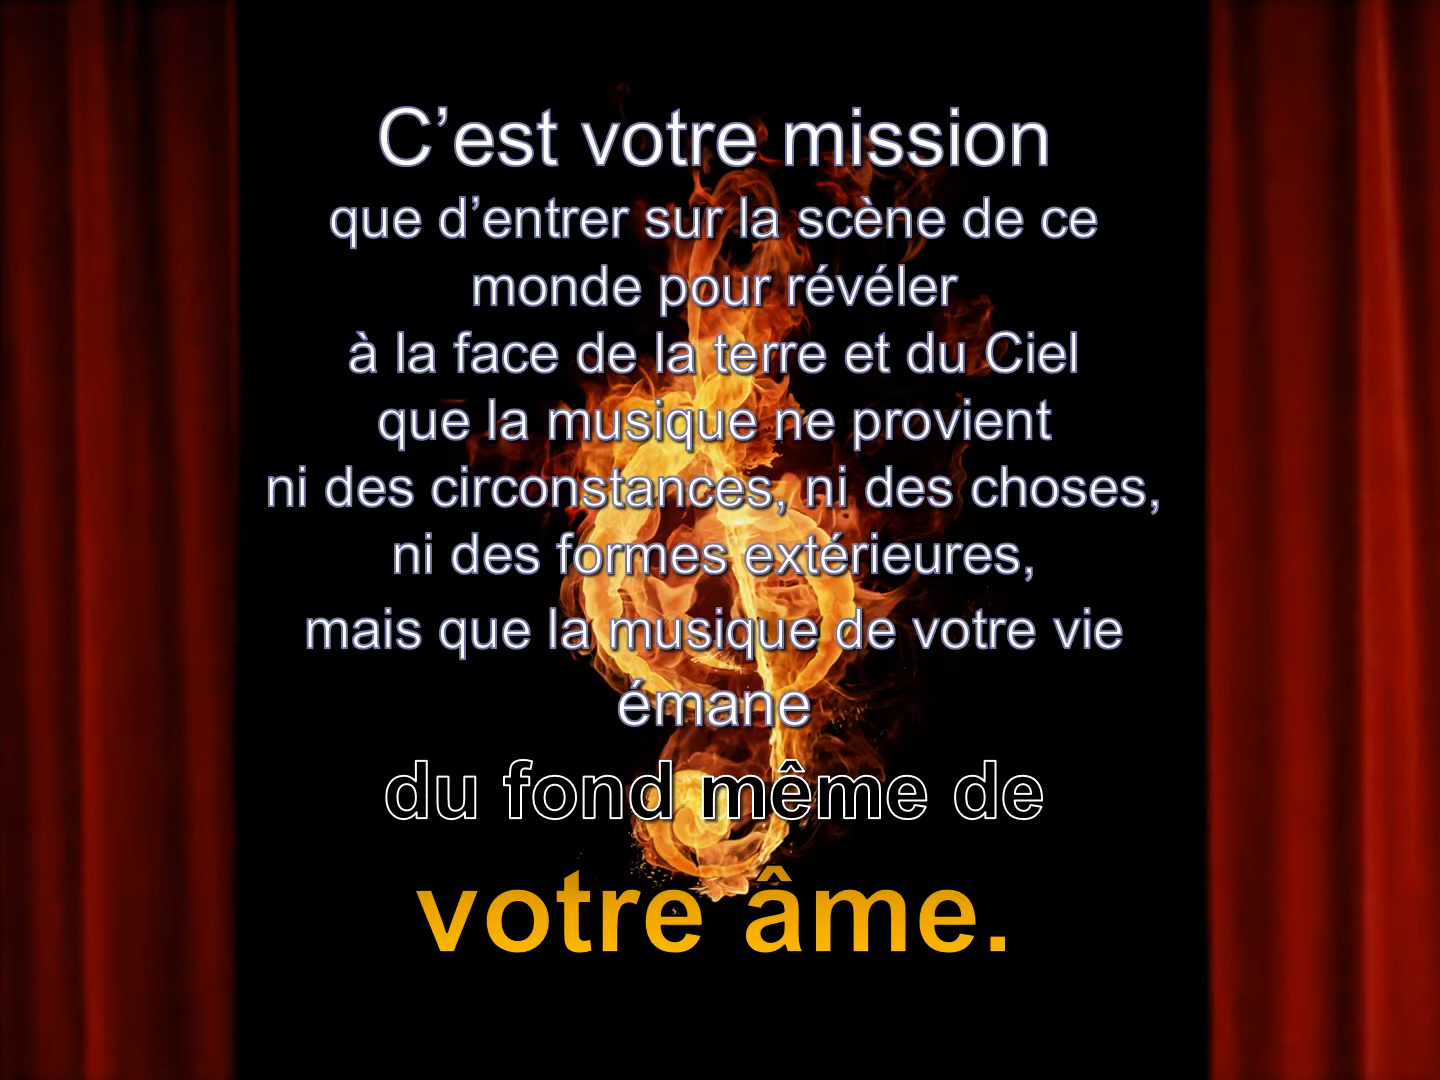 C’est votre mission
que d’entrer sur la scène de ce
monde pour révéler
à la face de la terre et du Ciel
que la musique ne provient
ni des circonstances, ni des choses,
ni des formes extérieures,
mais que la musique de votre vie
émane
du fond même de
votre âme.